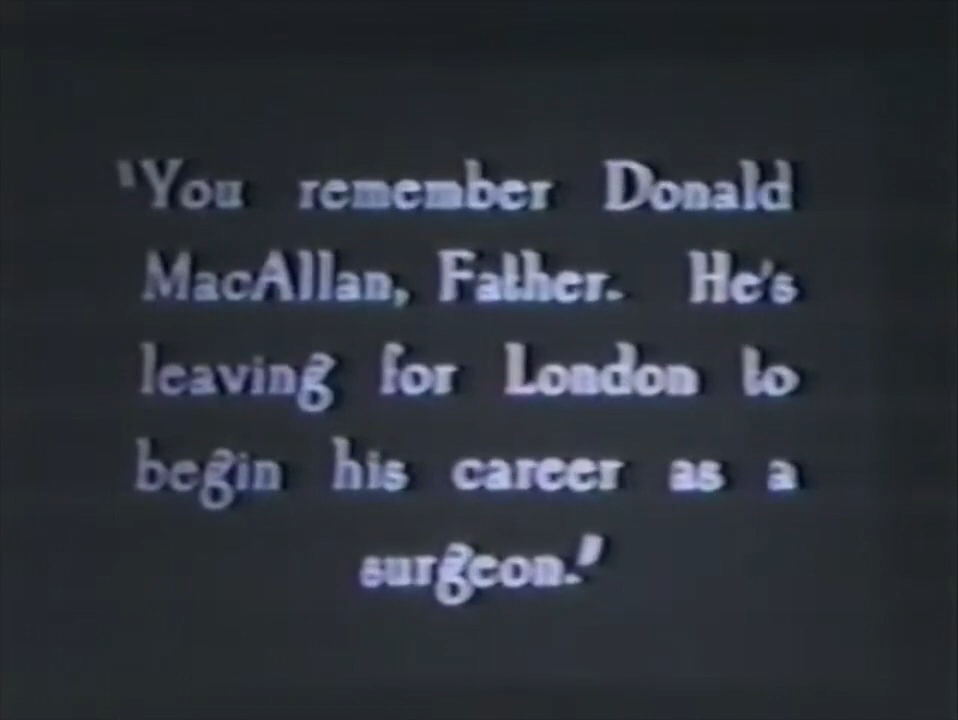 "You remember Donald
MacAllan, Father. He's
leaving for London to
begin his career as a
surgeon."